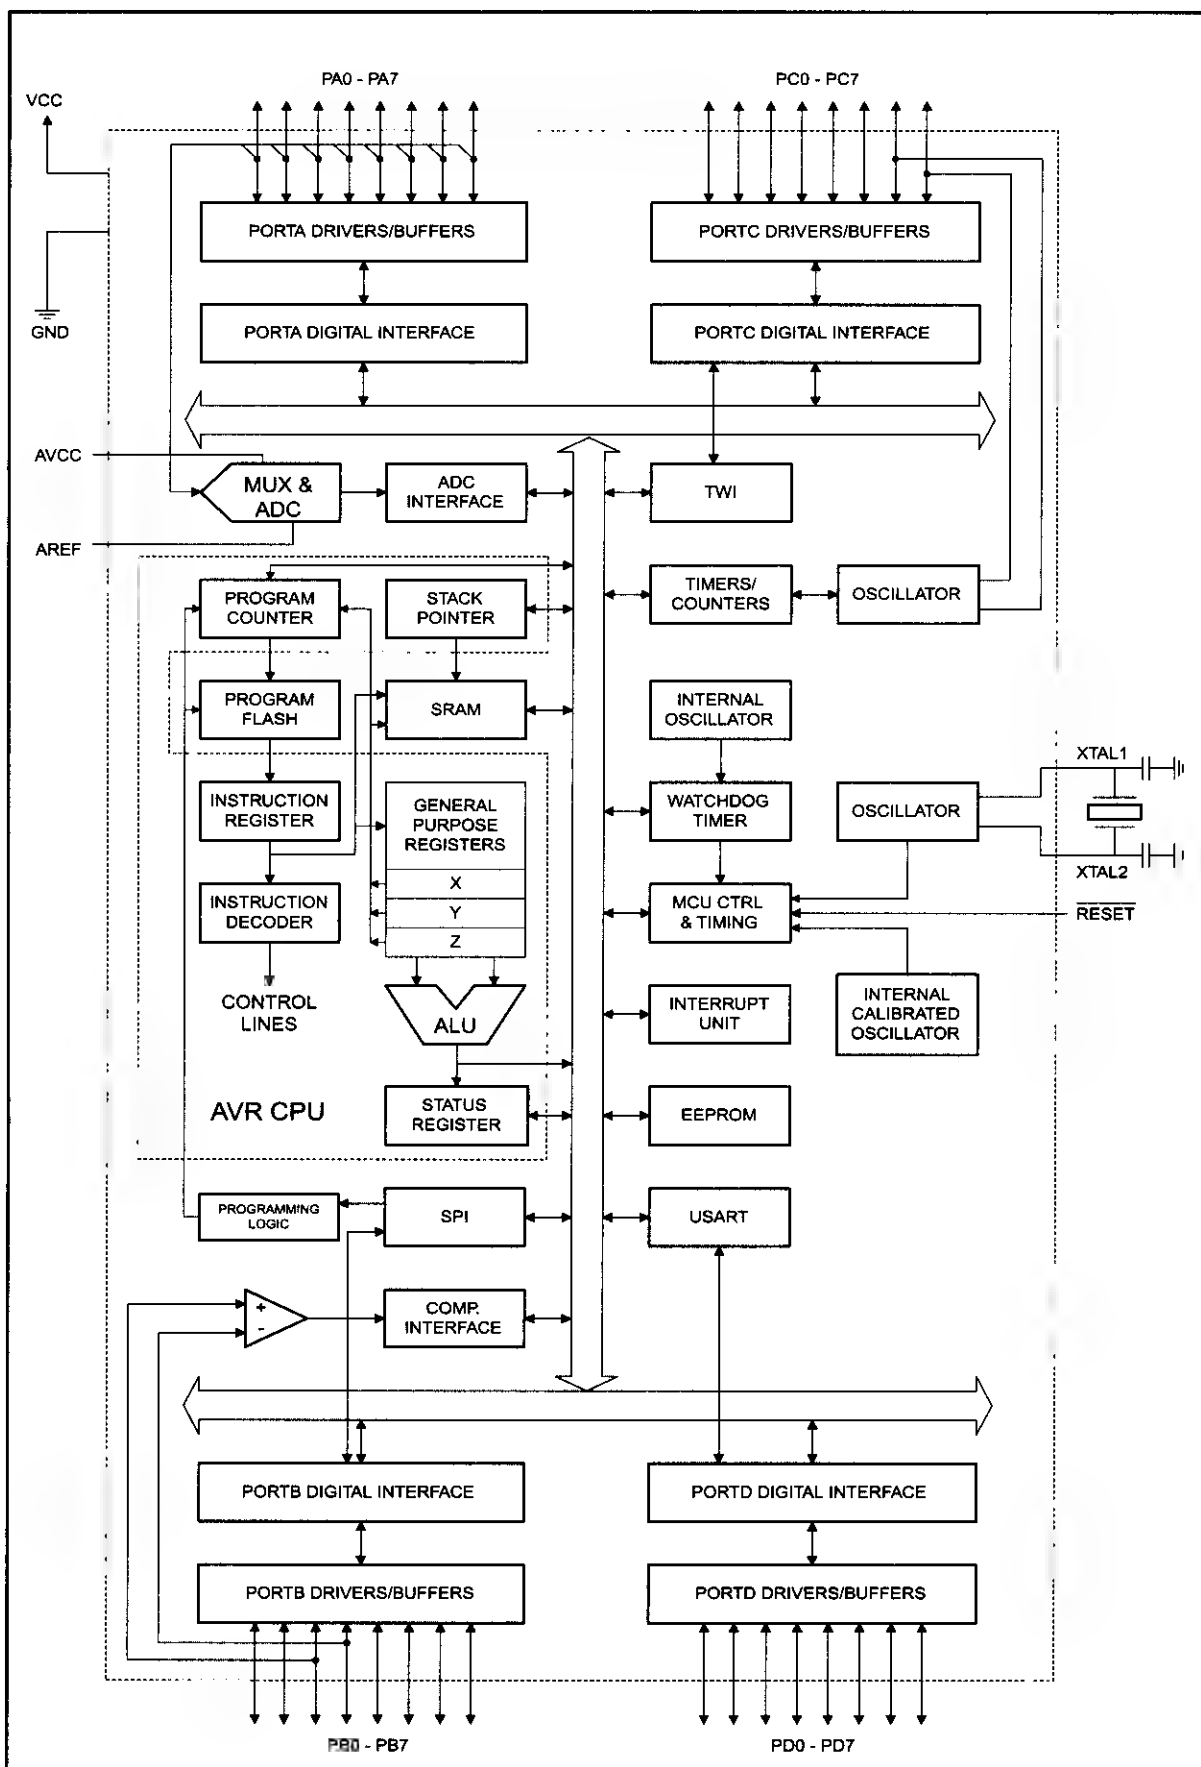 PA0 - PA7
PC0 - PC7
VCC
PORTA DRIVERS/BUFFERS
PORTC DRIVERS/BUFFERS
GND
PORTA DIGITAL INTERFACE
PORTC DIGITAL INTERFACE
AVCC
MUX &
ADC
ADC
INTERFACE
TWI
AREF
PROGRAM
COUNTER
STACK
POINTER
TIMERS/
COUNTERS
OSCILLATOR
PROGRAM
FLASH
SRAM
INTERNAL
OSCILLATOR
XTAL1
INSTRUCTION
REGISTER
GENERAL
PURPOSE
REGISTERS
WATCHDOG
TIMER
OSCILLATOR
XTAL2
X
INSTRUCTION
DECODER
Y
MCU CTRL
& TIMING
RESET
Z
CONTROL
LINES
ALU
INTERRUPT
UNIT
INTERNAL
CALIBRATED
OSCILLATOR
AVR CPU
STATUS
REGISTER
EEPROM
PROGRAMMING
LOGIC
SPI
USART
+
-
COMP.
INTERFACE
PORTB DIGITAL INTERFACE
PORTD DIGITAL INTERFACE
PORTB DRIVERS/BUFFERS
PORTD DRIVERS/BUFFERS
PB0 - PB7
PD0 - PD7